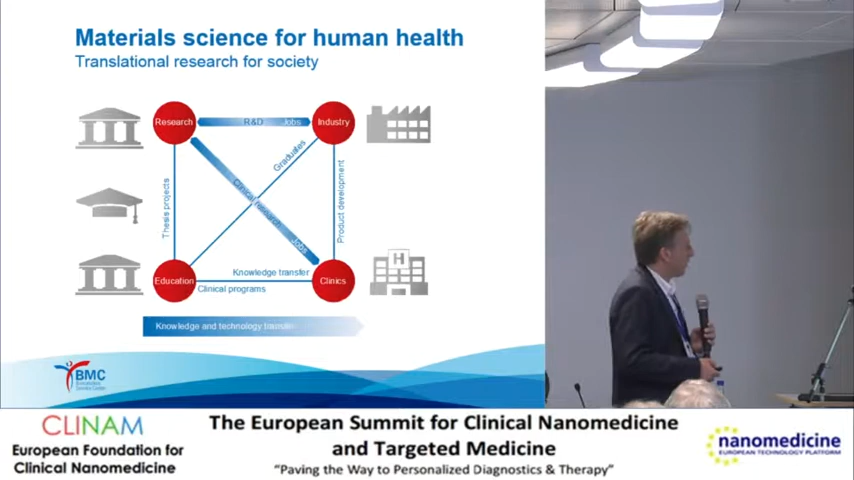 Materials science for human health
Translational research for society
Research
R&D
Jobs
Industry
Graduates
Thesis projects
Clinical research
Jobs
Product development
Education
Knowledge transfer
Clinical programs
Clinics
H
Knowledge and technology
BMC
CLINAM
European Foundation for
Clinical Nanomedicine
The European Summit for Clinical Nanomedicine
and Targeted Medicine
"Paving the Way to Personalized Diagnostics & Therapy"
nanomedicine
EUROPEAN TECHNOLOGY PLATFORM